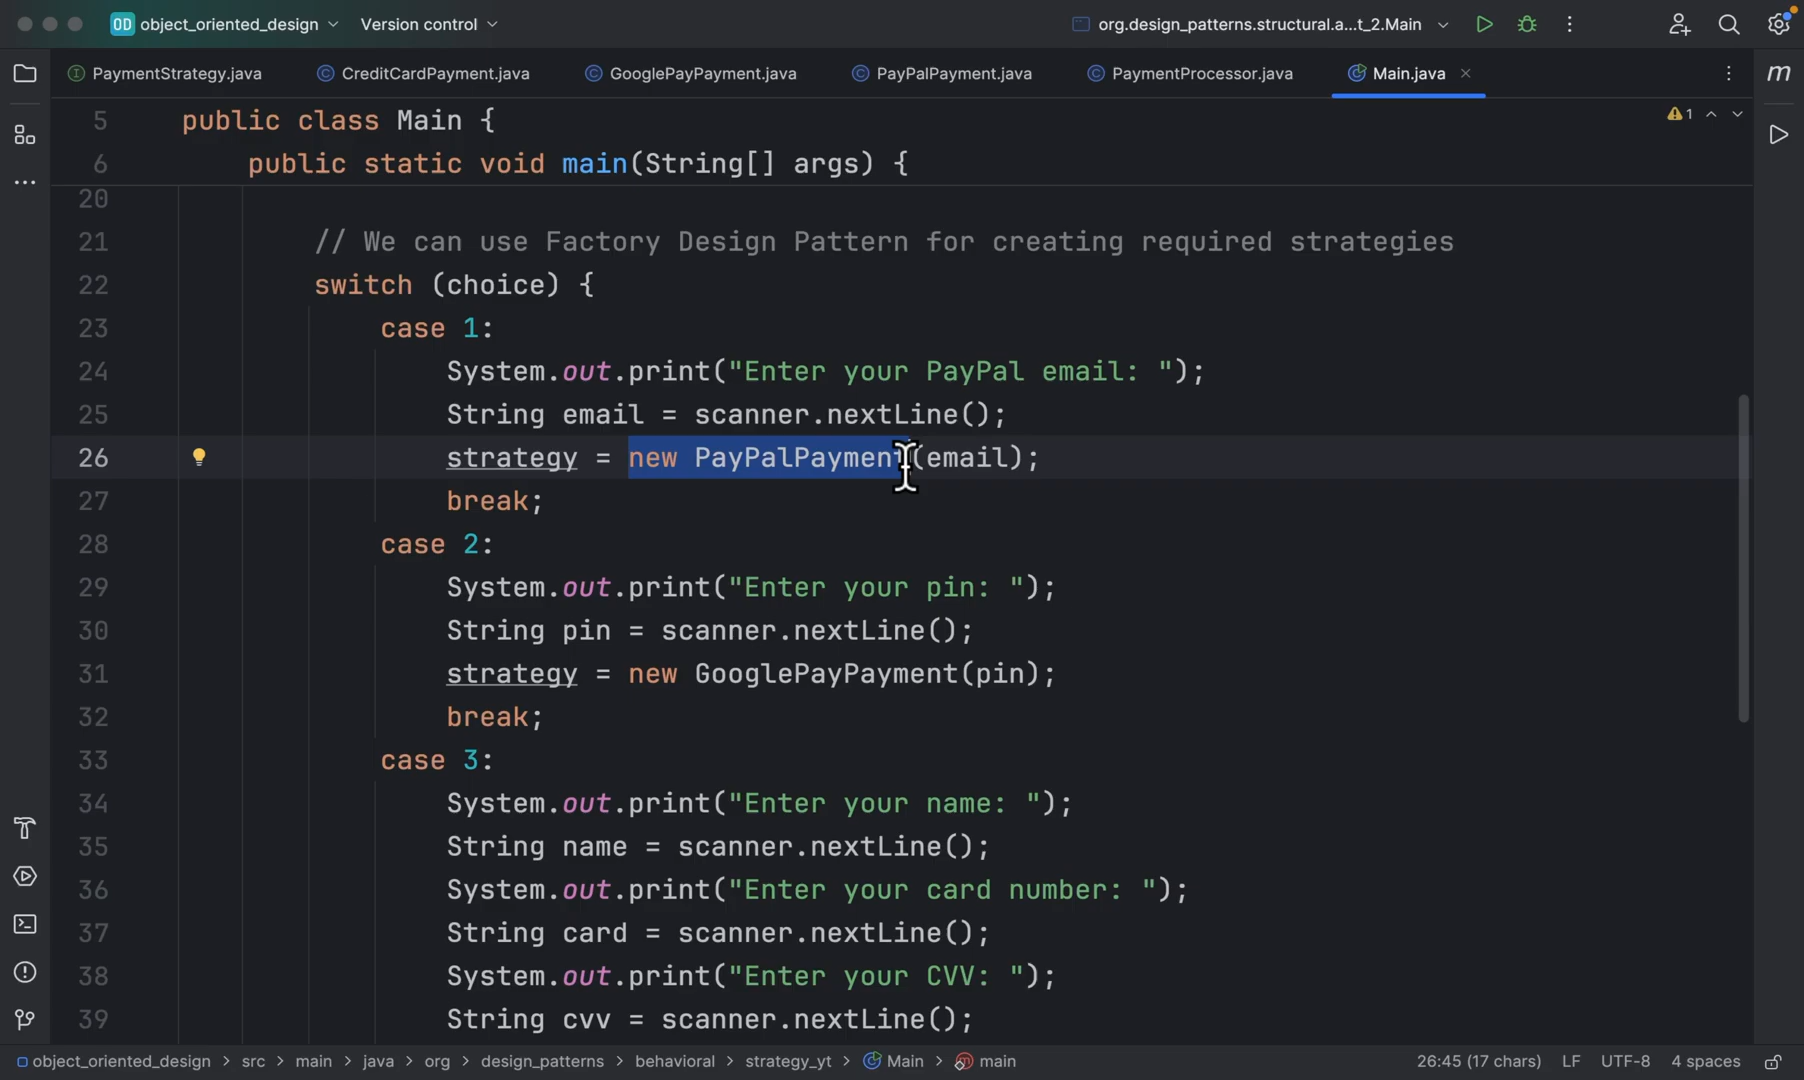 OD object_oriented_design Version control org.design_patterns.structural.a...t_2.Main
PaymentStrategy.java CreditCardPayment.java GooglePayPayment.java PayPalPayment.java PaymentProcessor.java Main.java
5 public class Main {
6 public static void main(String[] args) {
20
21 // We can use Factory Design Pattern for creating required strategies
22 switch (choice) {
23 case 1:
24 System.out.print("Enter your PayPal email: ");
25 String email = scanner.nextLine();
26 strategy = new PayPalPayment(email);
27 break;
28 case 2:
29 System.out.print("Enter your pin: ");
30 String pin = scanner.nextLine();
31 strategy = new GooglePayPayment(pin);
32 break;
33 case 3:
34 System.out.print("Enter your name: ");
35 String name = scanner.nextLine();
36 System.out.print("Enter your card number: ");
37 String card = scanner.nextLine();
38 System.out.print("Enter your CVV: ");
39 String cvv = scanner.nextLine();
1
m
object_oriented_design > src > main > java > org > design_patterns > behavioral > strategy_yt > Main > main 26:45 (17 chars) LF UTF-8 4 spaces